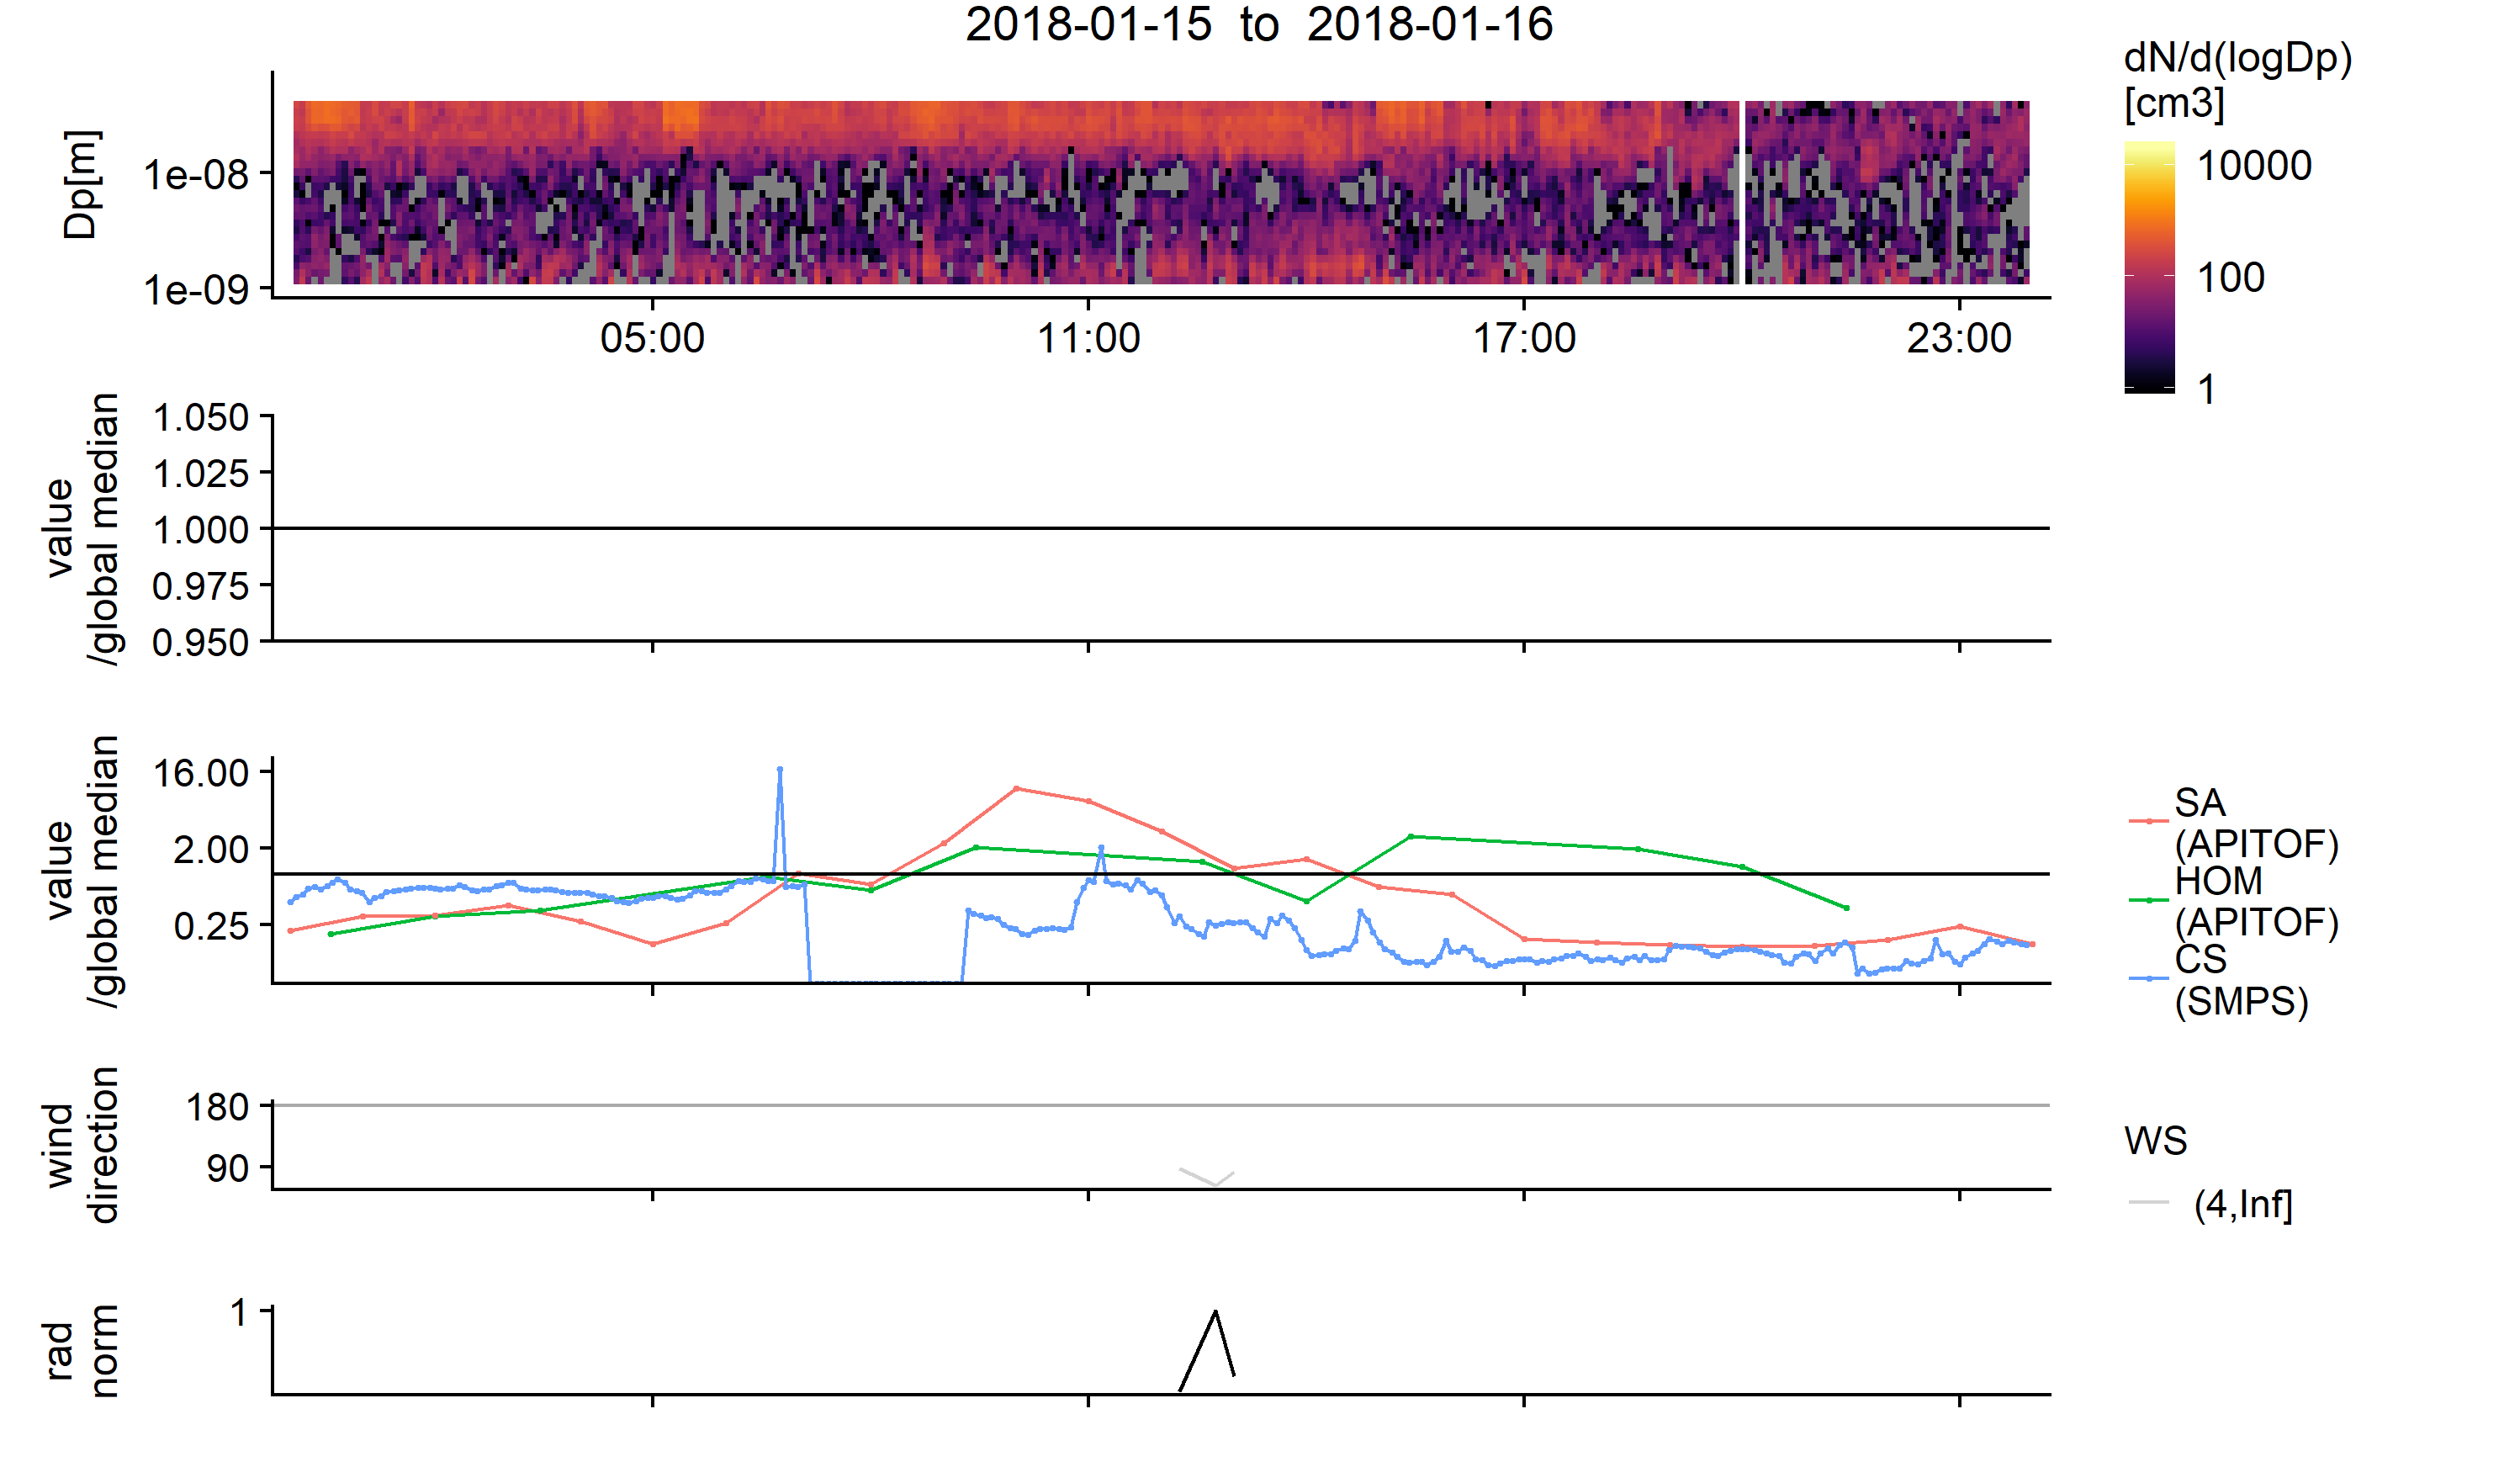 2018-01-15 to 2018-01-16
dN/d(logDp)
[cm3]
10000
100
1
Dp[m]
1e-08
1e-09
05:00
11:00
17:00
23:00
value
/global median
1.050
1.025
1.000
0.975
0.950
value
/global median
16.00
2.00
0.25
SA
(APITOF)
HOM
(APITOF)
CS
(SMPS)
wind
direction
180
90
WS
(4,Inf]
rad
norm
1